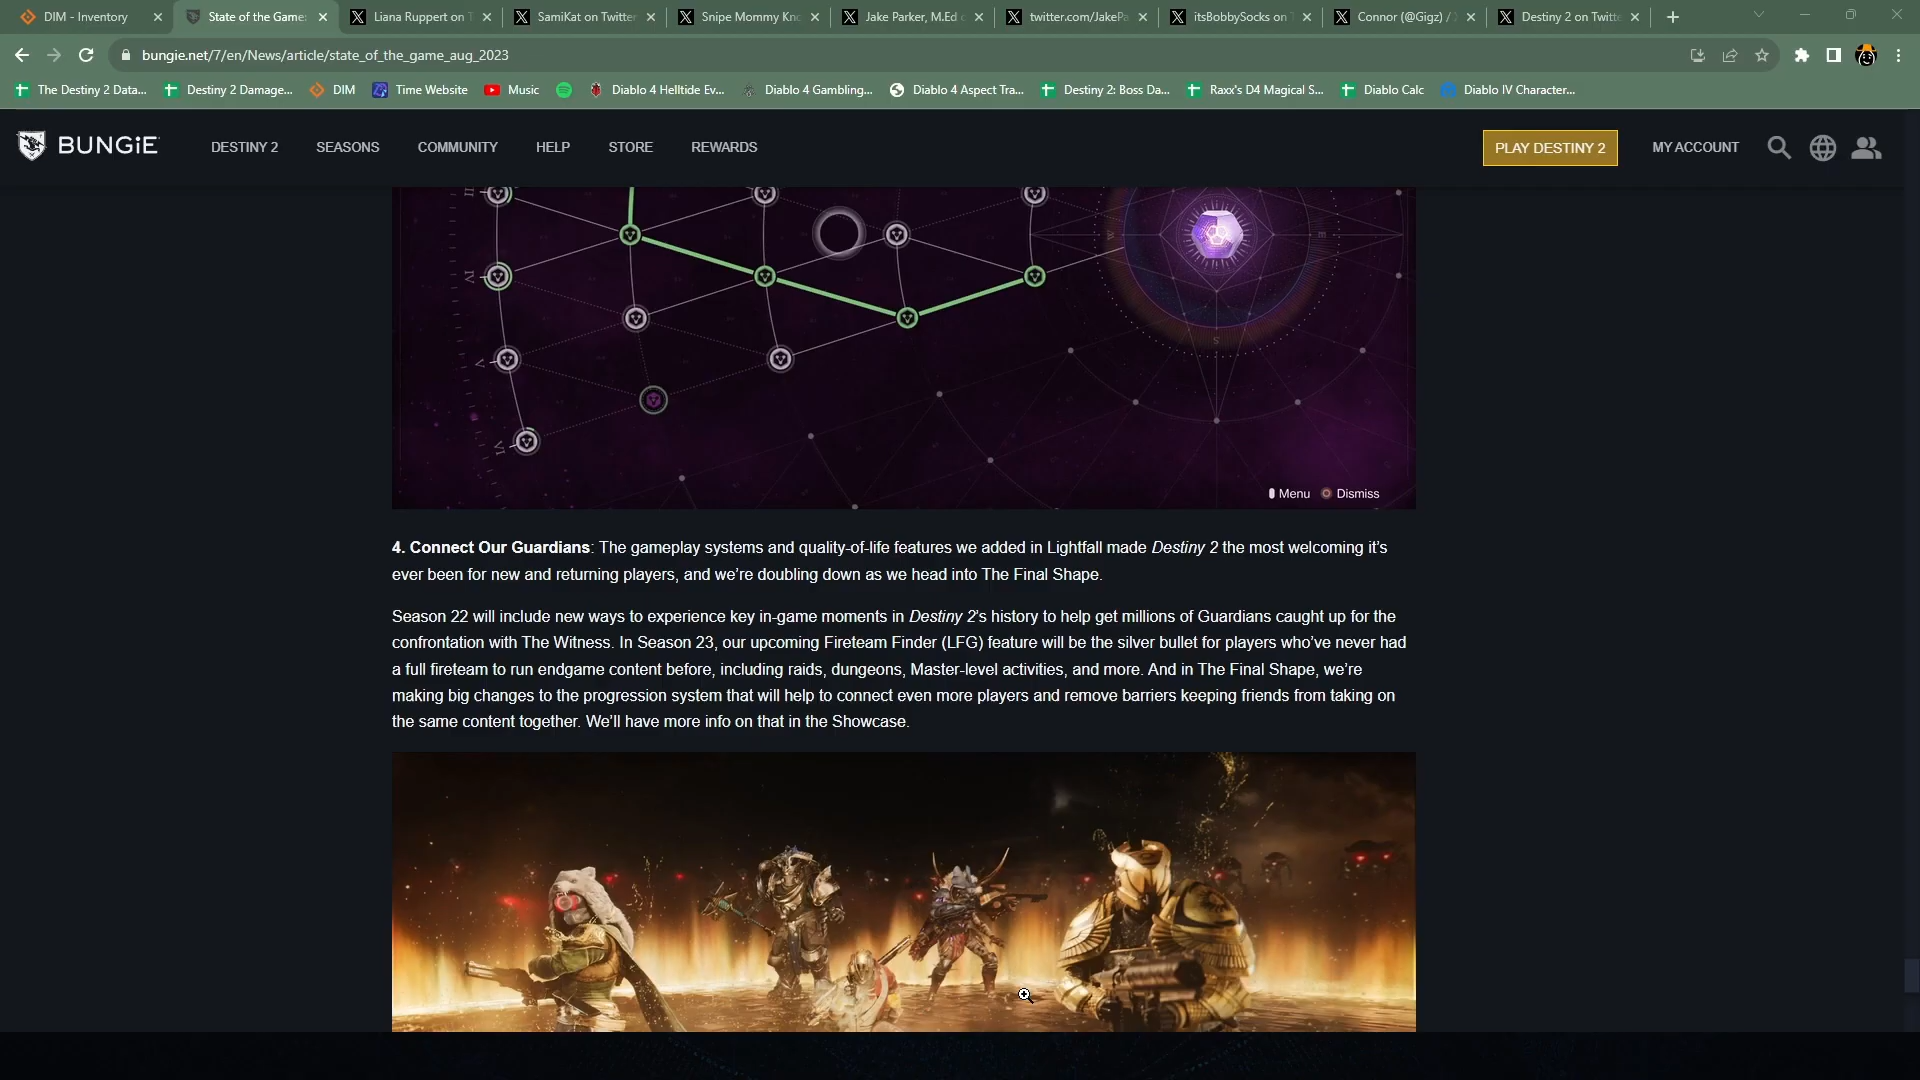 DIM - Inventory
State of the Game:
Liana Ruppert on T
SamiKat on Twitter
Snipe Mommy Kno
Jake Parker, M.Ed o
twitter.com/JakePa
itsBobbySocks on T
Connor (@Gigz) / X
Destiny 2 on Twitt
bungie.net/7/en/News/article/state_of_the_game_aug_2023
The Destiny 2 Data...
Destiny 2 Damage...
DIM
Time Website
Music
Diablo 4 Helltide Ev...
Diablo 4 Gambling...
Diablo 4 Aspect Tra...
Destiny 2: Boss Da...
Raxx's D4 Magical S...
Diablo Calc
Diablo IV Character...
BUNGiE
DESTINY 2
SEASONS
COMMUNITY
HELP
STORE
REWARDS
PLAY DESTINY 2
MY ACCOUNT
III
W
E
IV
S
V
VI
Menu
Dismiss
4. Connect Our Guardians: The gameplay systems and quality-of-life features we added in Lightfall made Destiny 2 the most welcoming it's
ever been for new and returning players, and we're doubling down as we head into The Final Shape.
Season 22 will include new ways to experience key in-game moments in Destiny 2's history to help get millions of Guardians caught up for the
confrontation with The Witness. In Season 23, our upcoming Fireteam Finder (LFG) feature will be the silver bullet for players who've never had
a full fireteam to run endgame content before, including raids, dungeons, Master-level activities, and more. And in The Final Shape, we're
making big changes to the progression system that will help to connect even more players and remove barriers keeping friends from taking on
the same content together. We'll have more info on that in the Showcase.